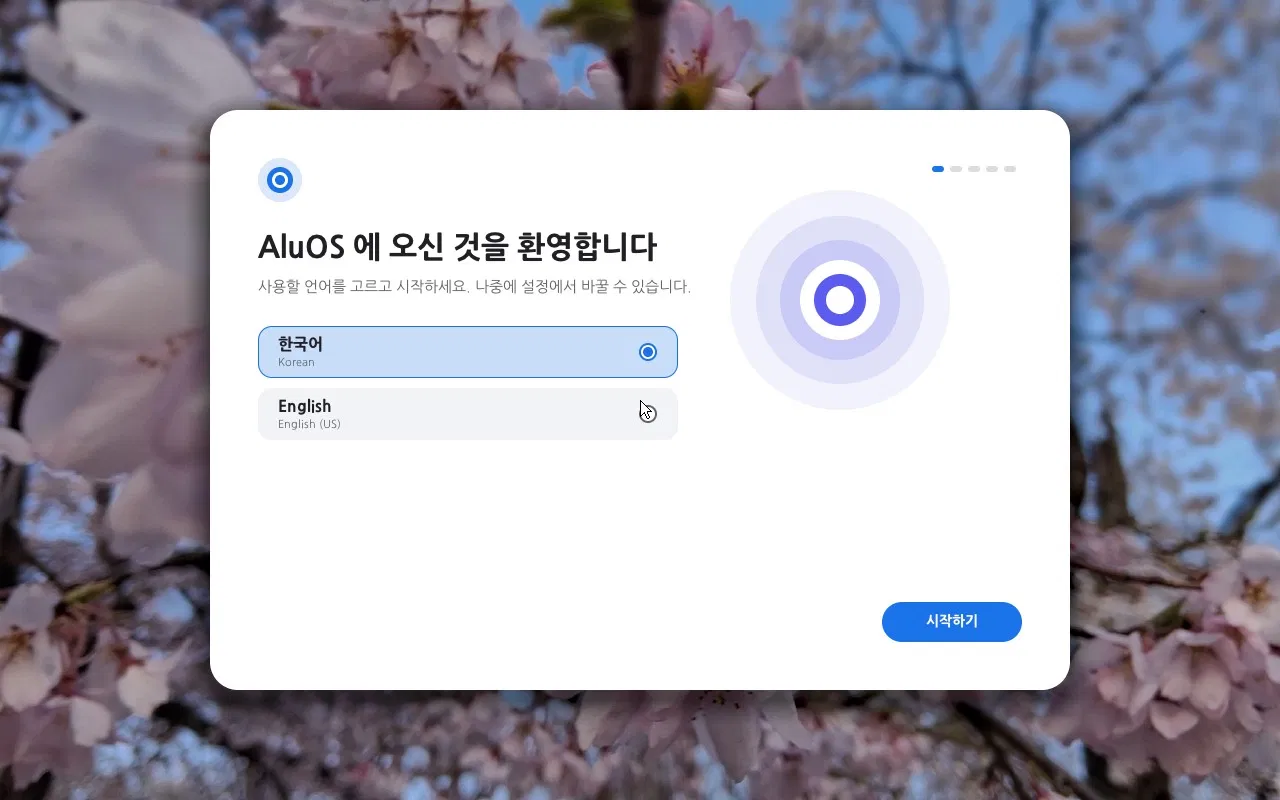 AluOS 에 오신 것을 환영합니다
사용할 언어를 고르고 시작하세요. 나중에 설정에서 바꿀 수 있습니다.
한국어
Korean
English
English (US)
시작하기